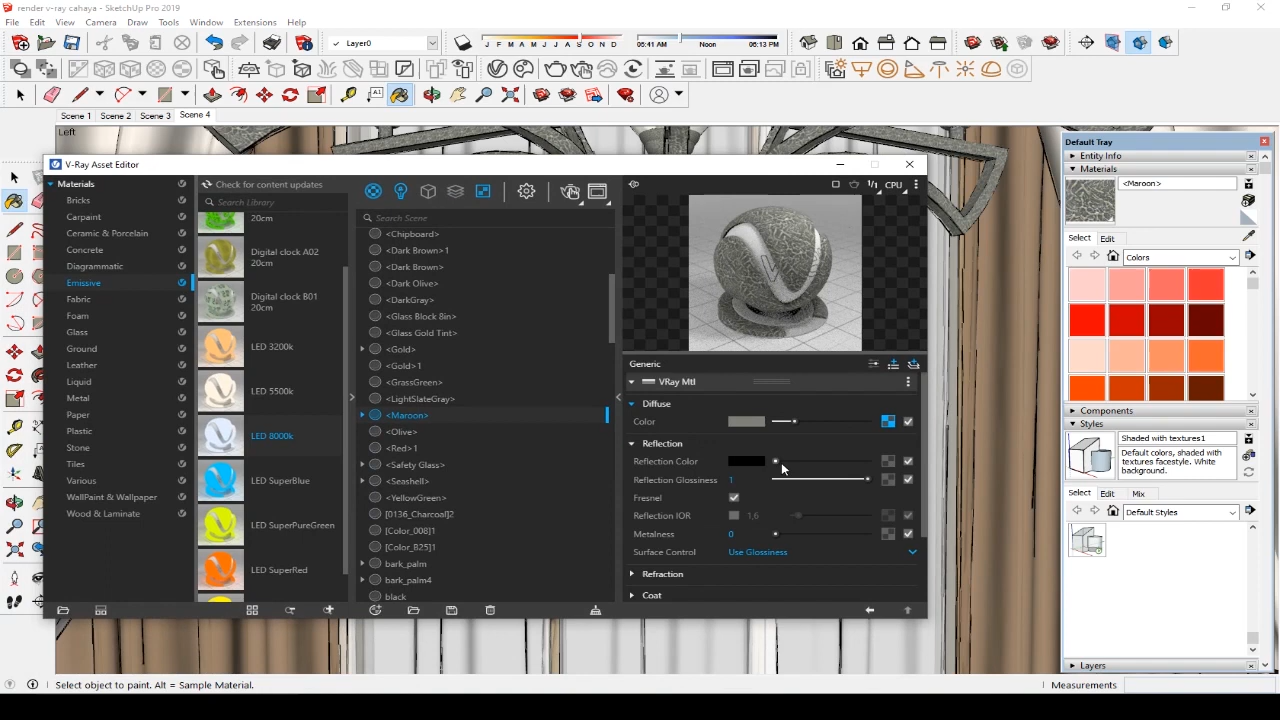 render v-ray cahaya - SketchUp Pro 2019
File Edit View Camera Draw Tools Window Extensions Help
Layer0
J F M A M J J A S O N D
06:41 AM Noon 06:13 PM
A1
Scene 1 Scene 2 Scene 3 Scene 4
Left
V-Ray Asset Editor
Materials
Bricks
Carpaint
Ceramic & Porcelain
Concrete
Diagrammatic
Emissive
Fabric
Foam
Glass
Ground
Leather
Liquid
Metal
Paper
Plastic
Stone
Tiles
Various
WallPaint & Wallpaper
Wood & Laminate
Check for content updates
Search Library
20cm
Digital clock A02
20cm
Digital clock B01
20cm
LED 3200k
LED 5500k
LED 8000k
LED SuperBlue
LED SuperPureGreen
LED SuperRed
Search Scene
<Chipboard>
<Dark Brown>1
<Dark Brown>
<Dark Olive>
<DarkGray>
<Glass Block 8in>
<Glass Gold Tint>
<Gold>
<Gold>1
<GrassGreen>
<LightSlateGray>
<Maroon>
<Olive>
<Red>1
<Safety Glass>
<Seashell>
<YellowGreen>
[0136_Charcoal]2
[Color_008]1
[Color_B25]1
bark_palm
bark_palm4
black
1/1 CPU
Generic
VRay Mtl
Diffuse
Color
Reflection
Reflection Color
Reflection Glossiness 1
Fresnel
Reflection IOR 1,6
Metalness 0
Surface Control Use Glossiness
Refraction
Coat
Default Tray
Entity Info
Materials
<Maroon>
Select Edit
Colors
Components
Styles
Shaded with textures1
Default colors, shaded with
textures facestyle. White
background.
Select Edit Mix
Default Styles
Layers
Select object to paint. Alt = Sample Material.
Measurements